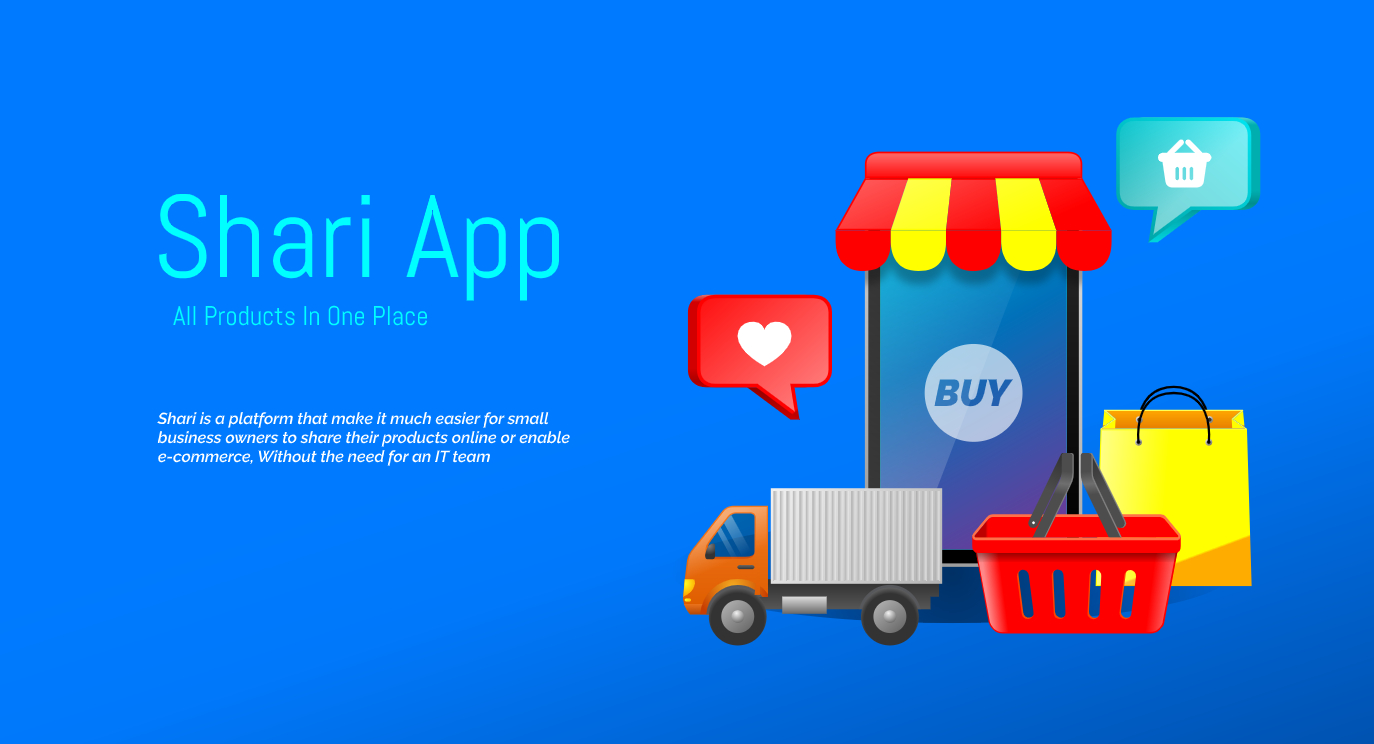 Shari App
All Products In One Place
Shari is a platform that make it much easier for small
business owners to share their products online or enable
e-commerce, Without the need for an IT team
BUY